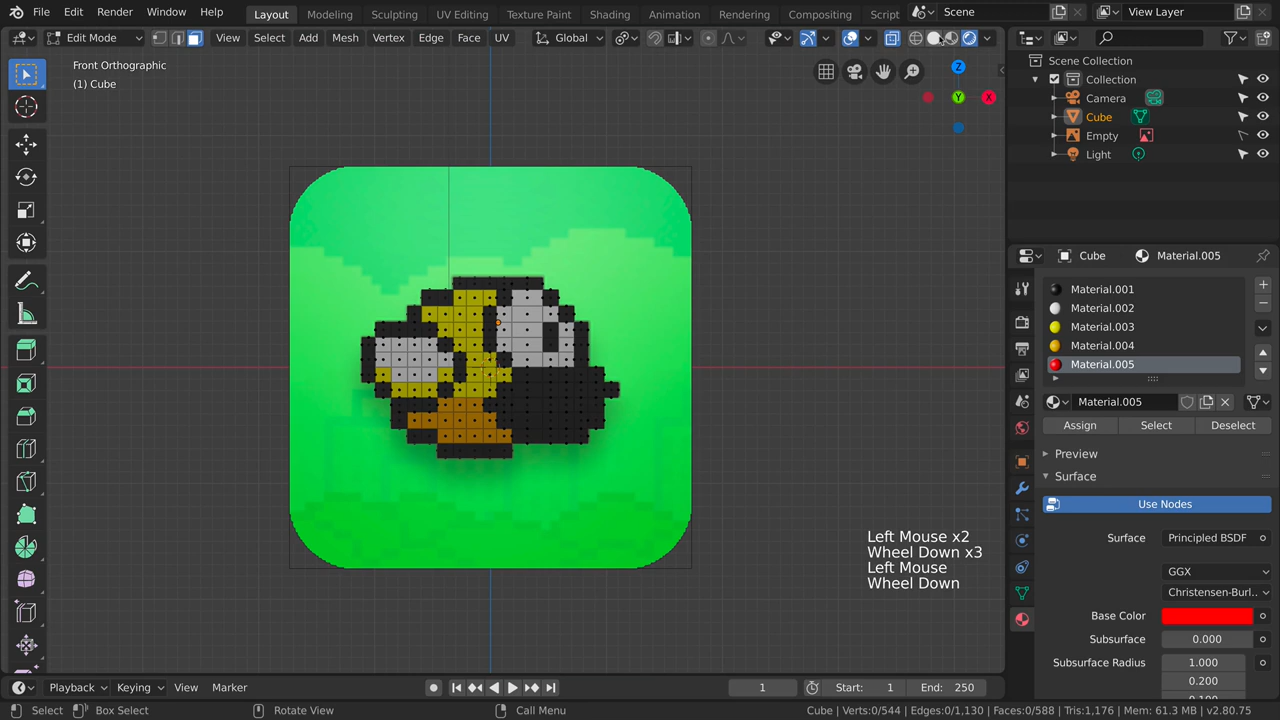 File Edit Render Window Help Layout Modeling Sculpting UV Editing Texture Paint Shading Animation Rendering Compositing Script Scene View Layer
Edit Mode View Select Add Mesh Vertex Edge Face UV Global
Front Orthographic
(1) Cube
Z
Y
X
Scene Collection
Collection
Camera
Cube
Empty
Light
Cube Material.005
Material.001
Material.002
Material.003
Material.004
Material.005
Material.005
Assign Select Deselect
Preview
Surface
Use Nodes
Surface: Principled BSDF
GGX
Christensen-Burl..
Base Color
Subsurface 0.000
Subsurface Radius 1.000
0.200
Left Mouse x2
Wheel Down x3
Left Mouse
Wheel Down
Playback Keying View Marker 1 Start: 1 End: 250
Select Box Select Rotate View Call Menu Cube | Verts:0/544 | Edges:0/1,130 | Faces:0/588 | Tris:1,176 | Mem: 61.3 MB | v2.80.75